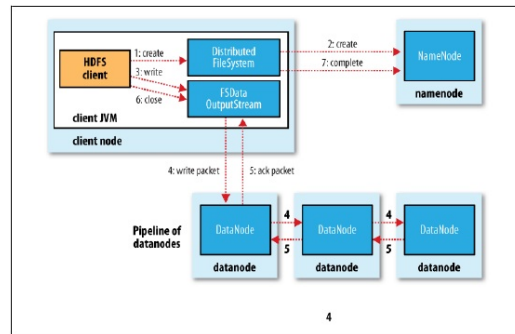 1: create
2: create
HDFS
client
Distributed
FileSystem
NameNode
3: write
7: complete
6: close
FSData
OutputStream
namenode
client JVM
client node
4: write packet
5: ack packet
Pipeline of
datanodes
DataNode
4
5
DataNode
4
5
DataNode
datanode
datanode
datanode
4